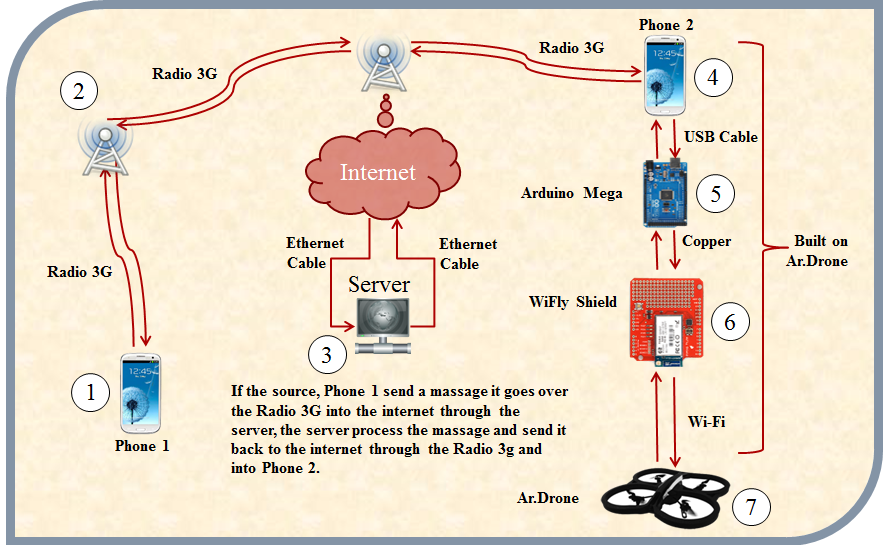 Phone 2
Radio 3G
Radio 3G
2
4
USB Cable
Internet
Arduino Mega
5
Copper
Built on
Ar.Drone
Ethernet
Cable
Ethernet
Cable
Radio 3G
Server
WiFly Shield
6
3
12:45
12:45
1
If the source, Phone 1 send a massage it goes over
the Radio 3G into the internet through the
server, the server process the massage and send it
back to the internet through the Radio 3g and
into Phone 2.
Phone 1
Wi-Fi
Ar.Drone
7